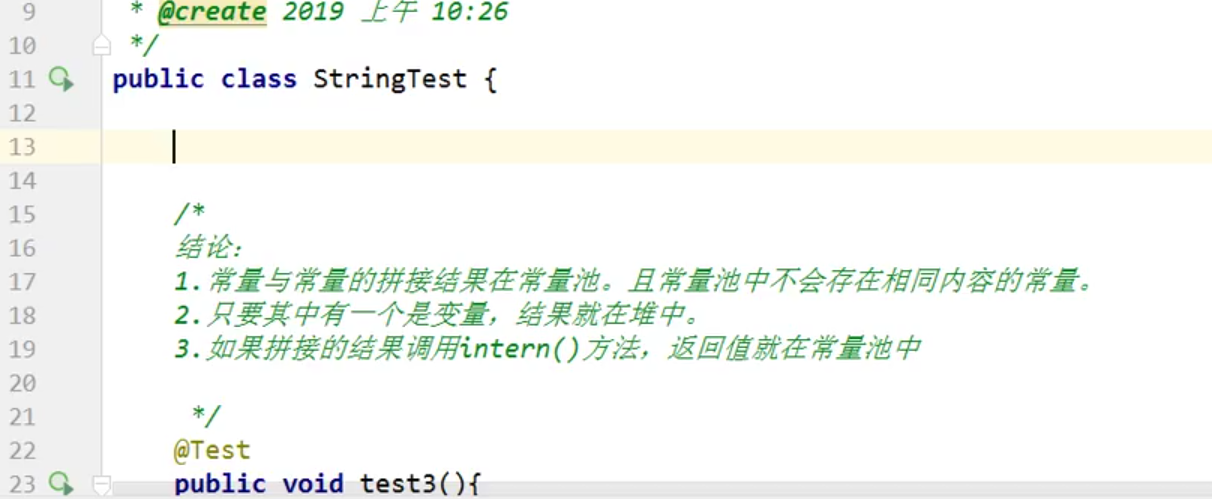 9 * @create 2019 上午 10:26
10 */
11 public class StringTest {
12
13
14
15 /*
16 结论:
17 1.常量与常量的拼接结果在常量池。且常量池中不会存在相同内容的常量。
18 2.只要其中有一个是变量，结果就在堆中。
19 3.如果拼接的结果调用intern()方法，返回值就在常量池中
20
21 */
22 @Test
23 public void test3(){